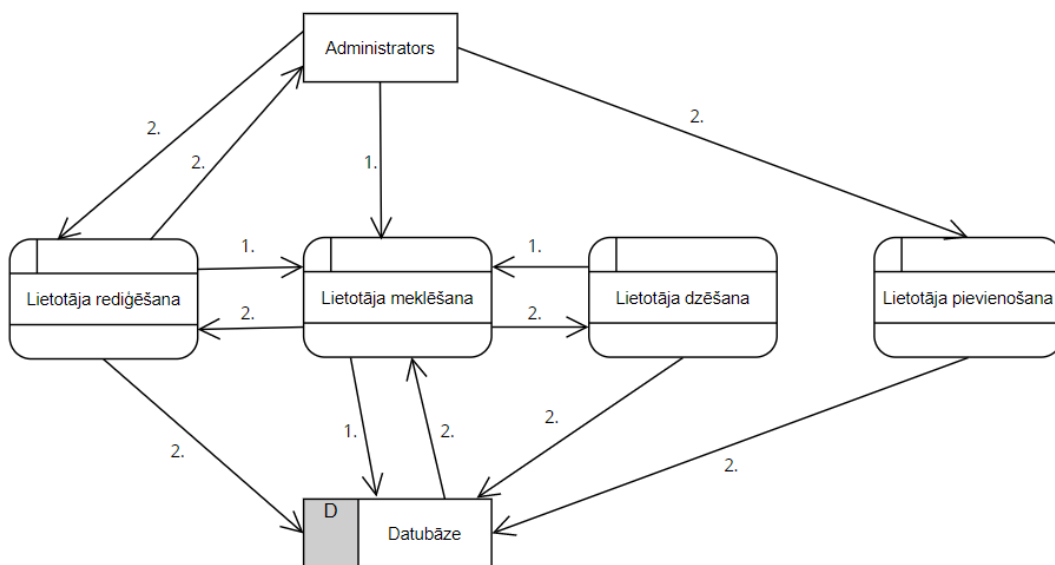 Administrators
2.
2.
2.
1.
1.
1.
Lietotāja rediģēšana
Lietotāja meklēšana
Lietotāja dzēšana
Lietotāja pievienošana
2.
2.
2.
1.
2.
2.
2.
D
Datubāze